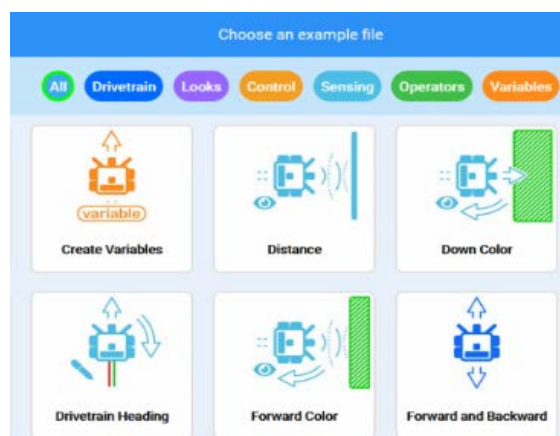 Choose an example file
All Drivetrain Looks Control Sensing Operators Variables
(variable)
Create Variables Distance Down Color
Drivetrain Heading Forward Color Forward and Backward